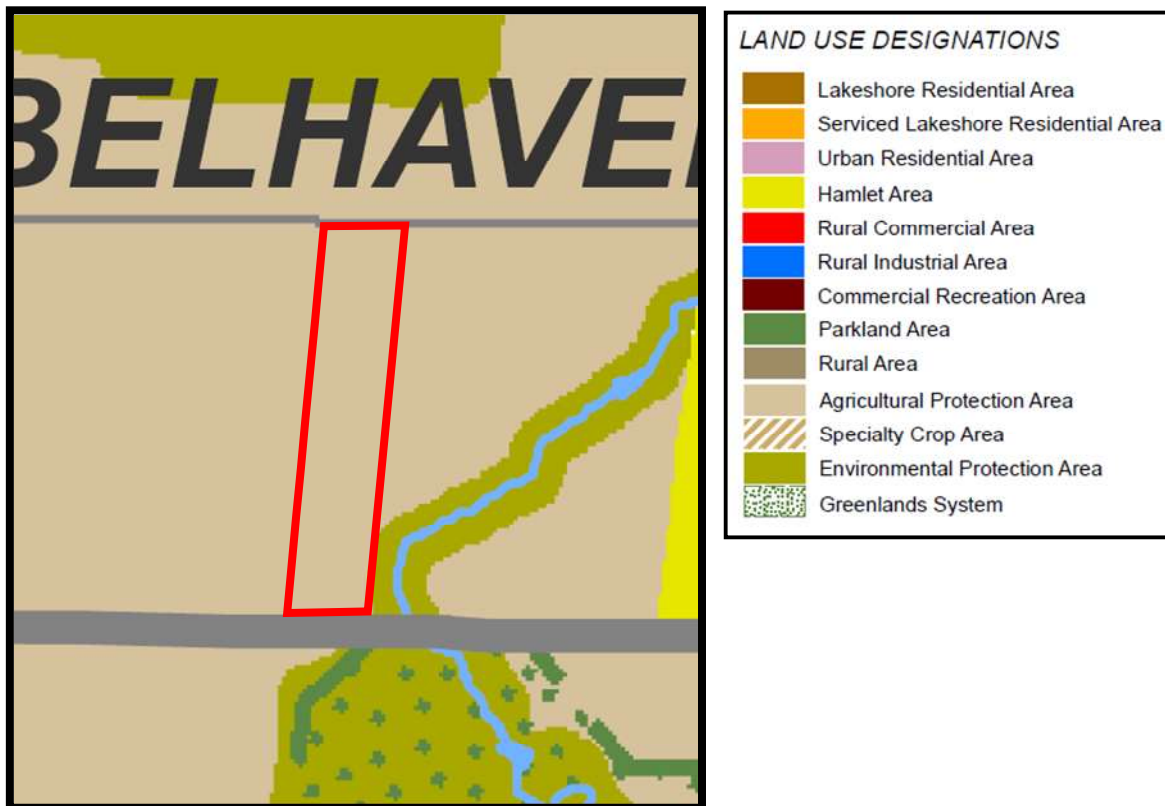 BELHAVE
LAND USE DESIGNATIONS
Lakeshore Residential Area
Serviced Lakeshore Residential Area
Urban Residential Area
Hamlet Area
Rural Commercial Area
Rural Industrial Area
Commercial Recreation Area
Parkland Area
Rural Area
Agricultural Protection Area
Specialty Crop Area
Environmental Protection Area
Greenlands System